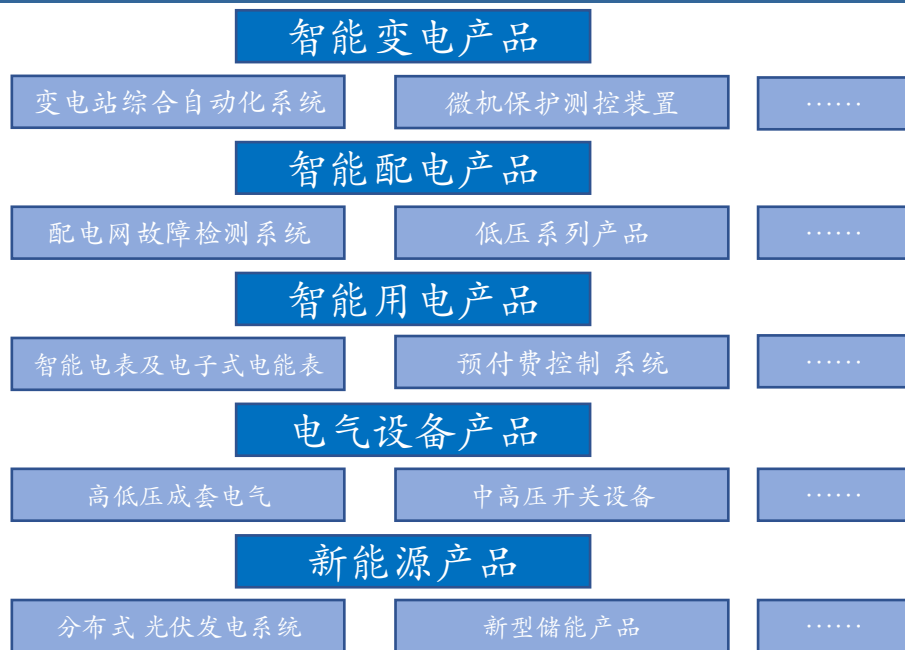 智能变电产品
变电站综合自动化系统 微机保护测控装置 ……
智能配电产品
配电网故障检测系统 低压系列产品 ……
智能用电产品
智能电表及电子式电能表 预付费控制 系统 ……
电气设备产品
高低压成套电气 中高压开关设备 ……
新能源产品
分布式 光伏发电系统 新型储能产品 ……